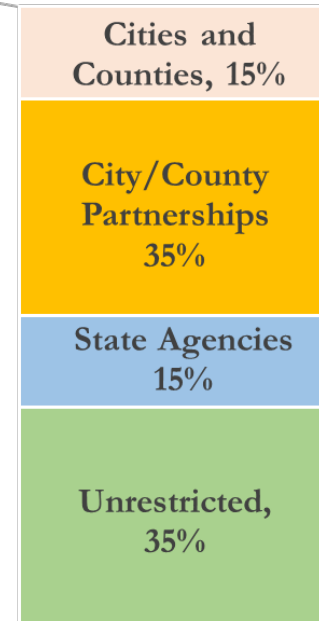 Cities and
Counties, 15%
City/County
Partnerships
35%
State Agencies
15%
Unrestricted,
35%